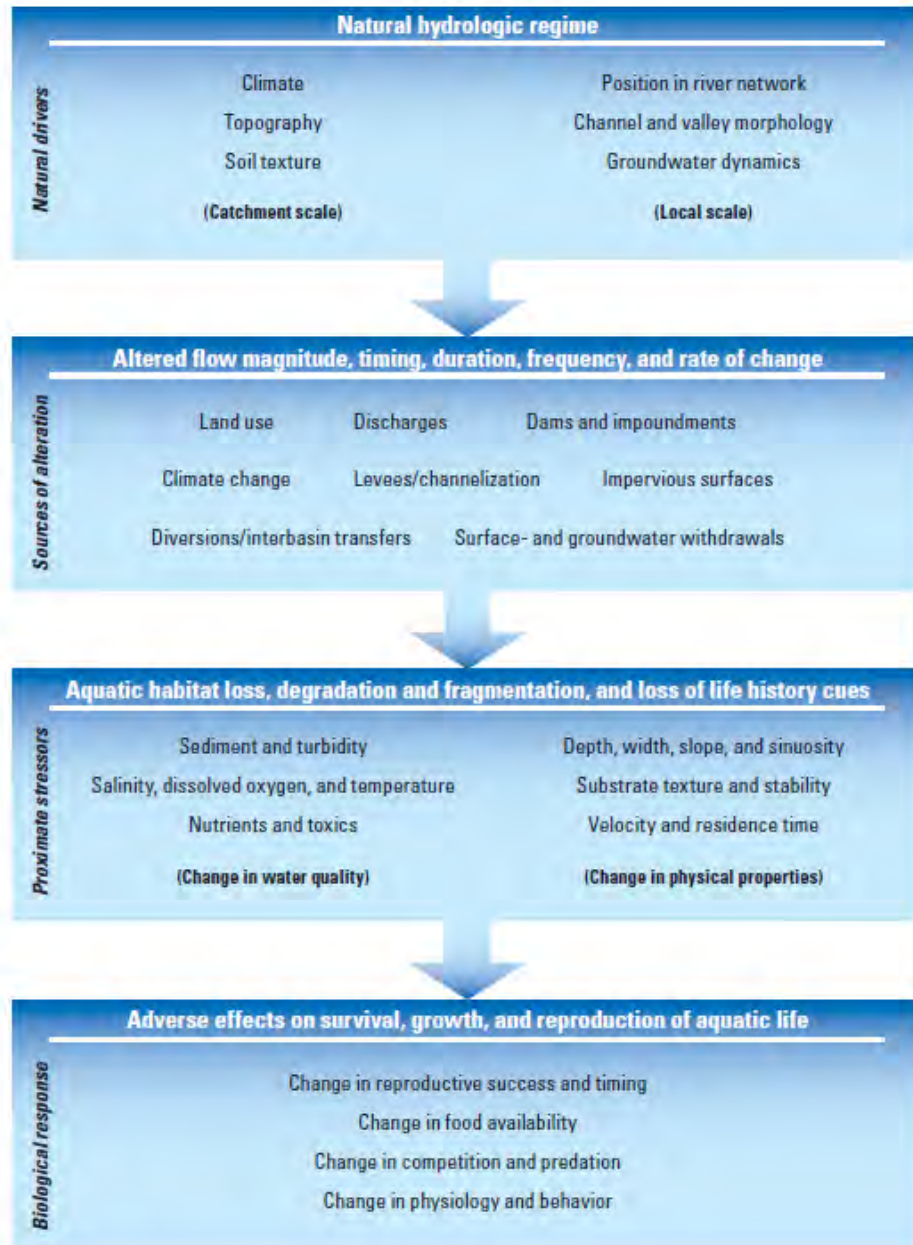 Natural hydrologic regime
Natural drivers
Climate
Topography
Soil texture
(Catchment scale)
Position in river network
Channel and valley morphology
Groundwater dynamics
(Local scale)
Altered flow magnitude, timing, duration, frequency, and rate of change
Sources of alteration
Land use Discharges Dams and impoundments
Climate change Levees/channelization Impervious surfaces
Diversions/interbasin transfers Surface- and groundwater withdrawals
Aquatic habitat loss, degradation and fragmentation, and loss of life history cues
Proximate stressors
Sediment and turbidity
Salinity, dissolved oxygen, and temperature
Nutrients and toxics
(Change in water quality)
Depth, width, slope, and sinuosity
Substrate texture and stability
Velocity and residence time
(Change in physical properties)
Adverse effects on survival, growth, and reproduction of aquatic life
Biological response
Change in reproductive success and timing
Change in food availability
Change in competition and predation
Change in physiology and behavior